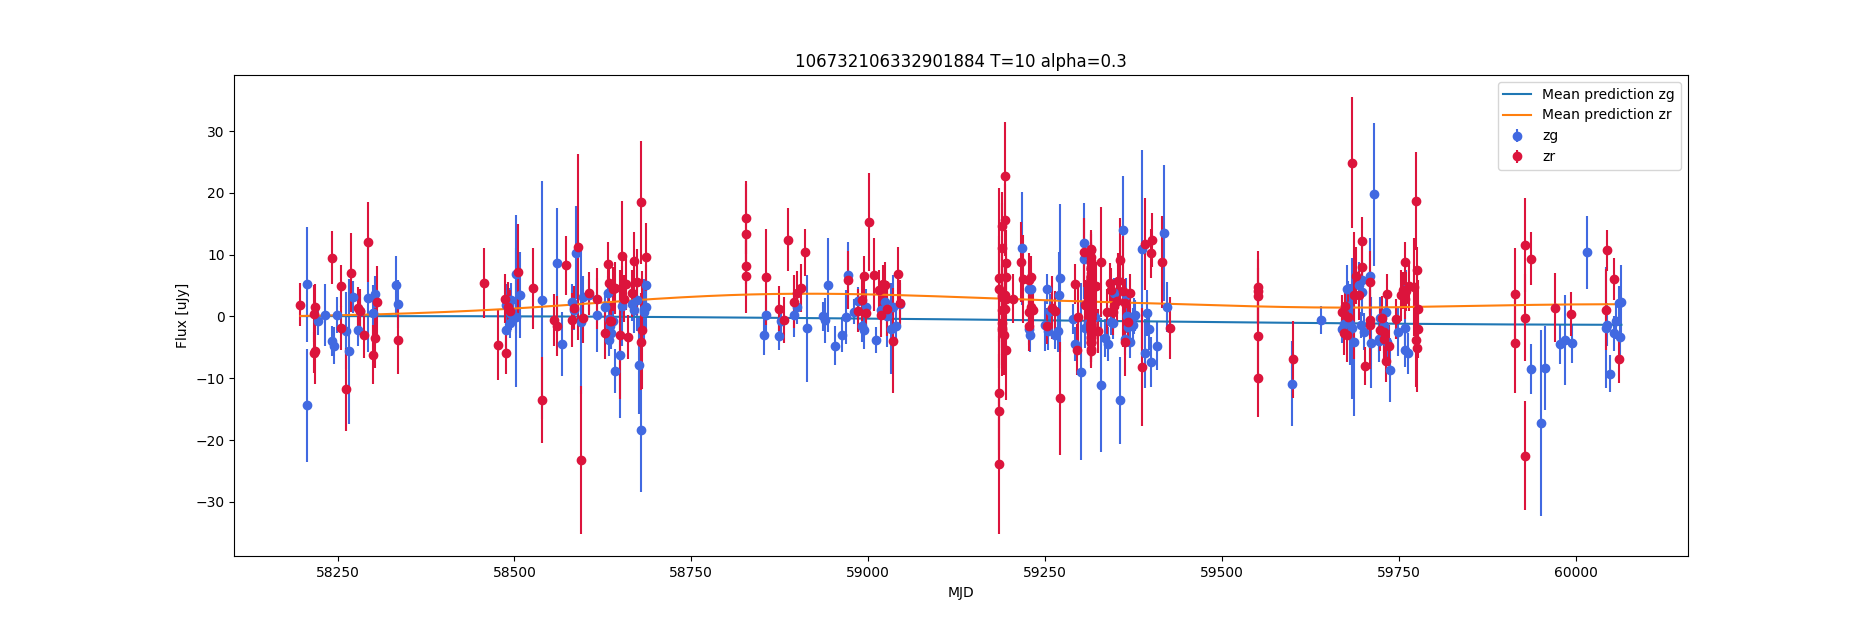 106732106332901884 T=10 alpha=0.3
Mean prediction zg
Mean prediction zr
zg
zr
Flux [uJy]
30
20
10
0
−10
−20
−30
58250 58500 58750 59000 59250 59500 59750 60000
MJD